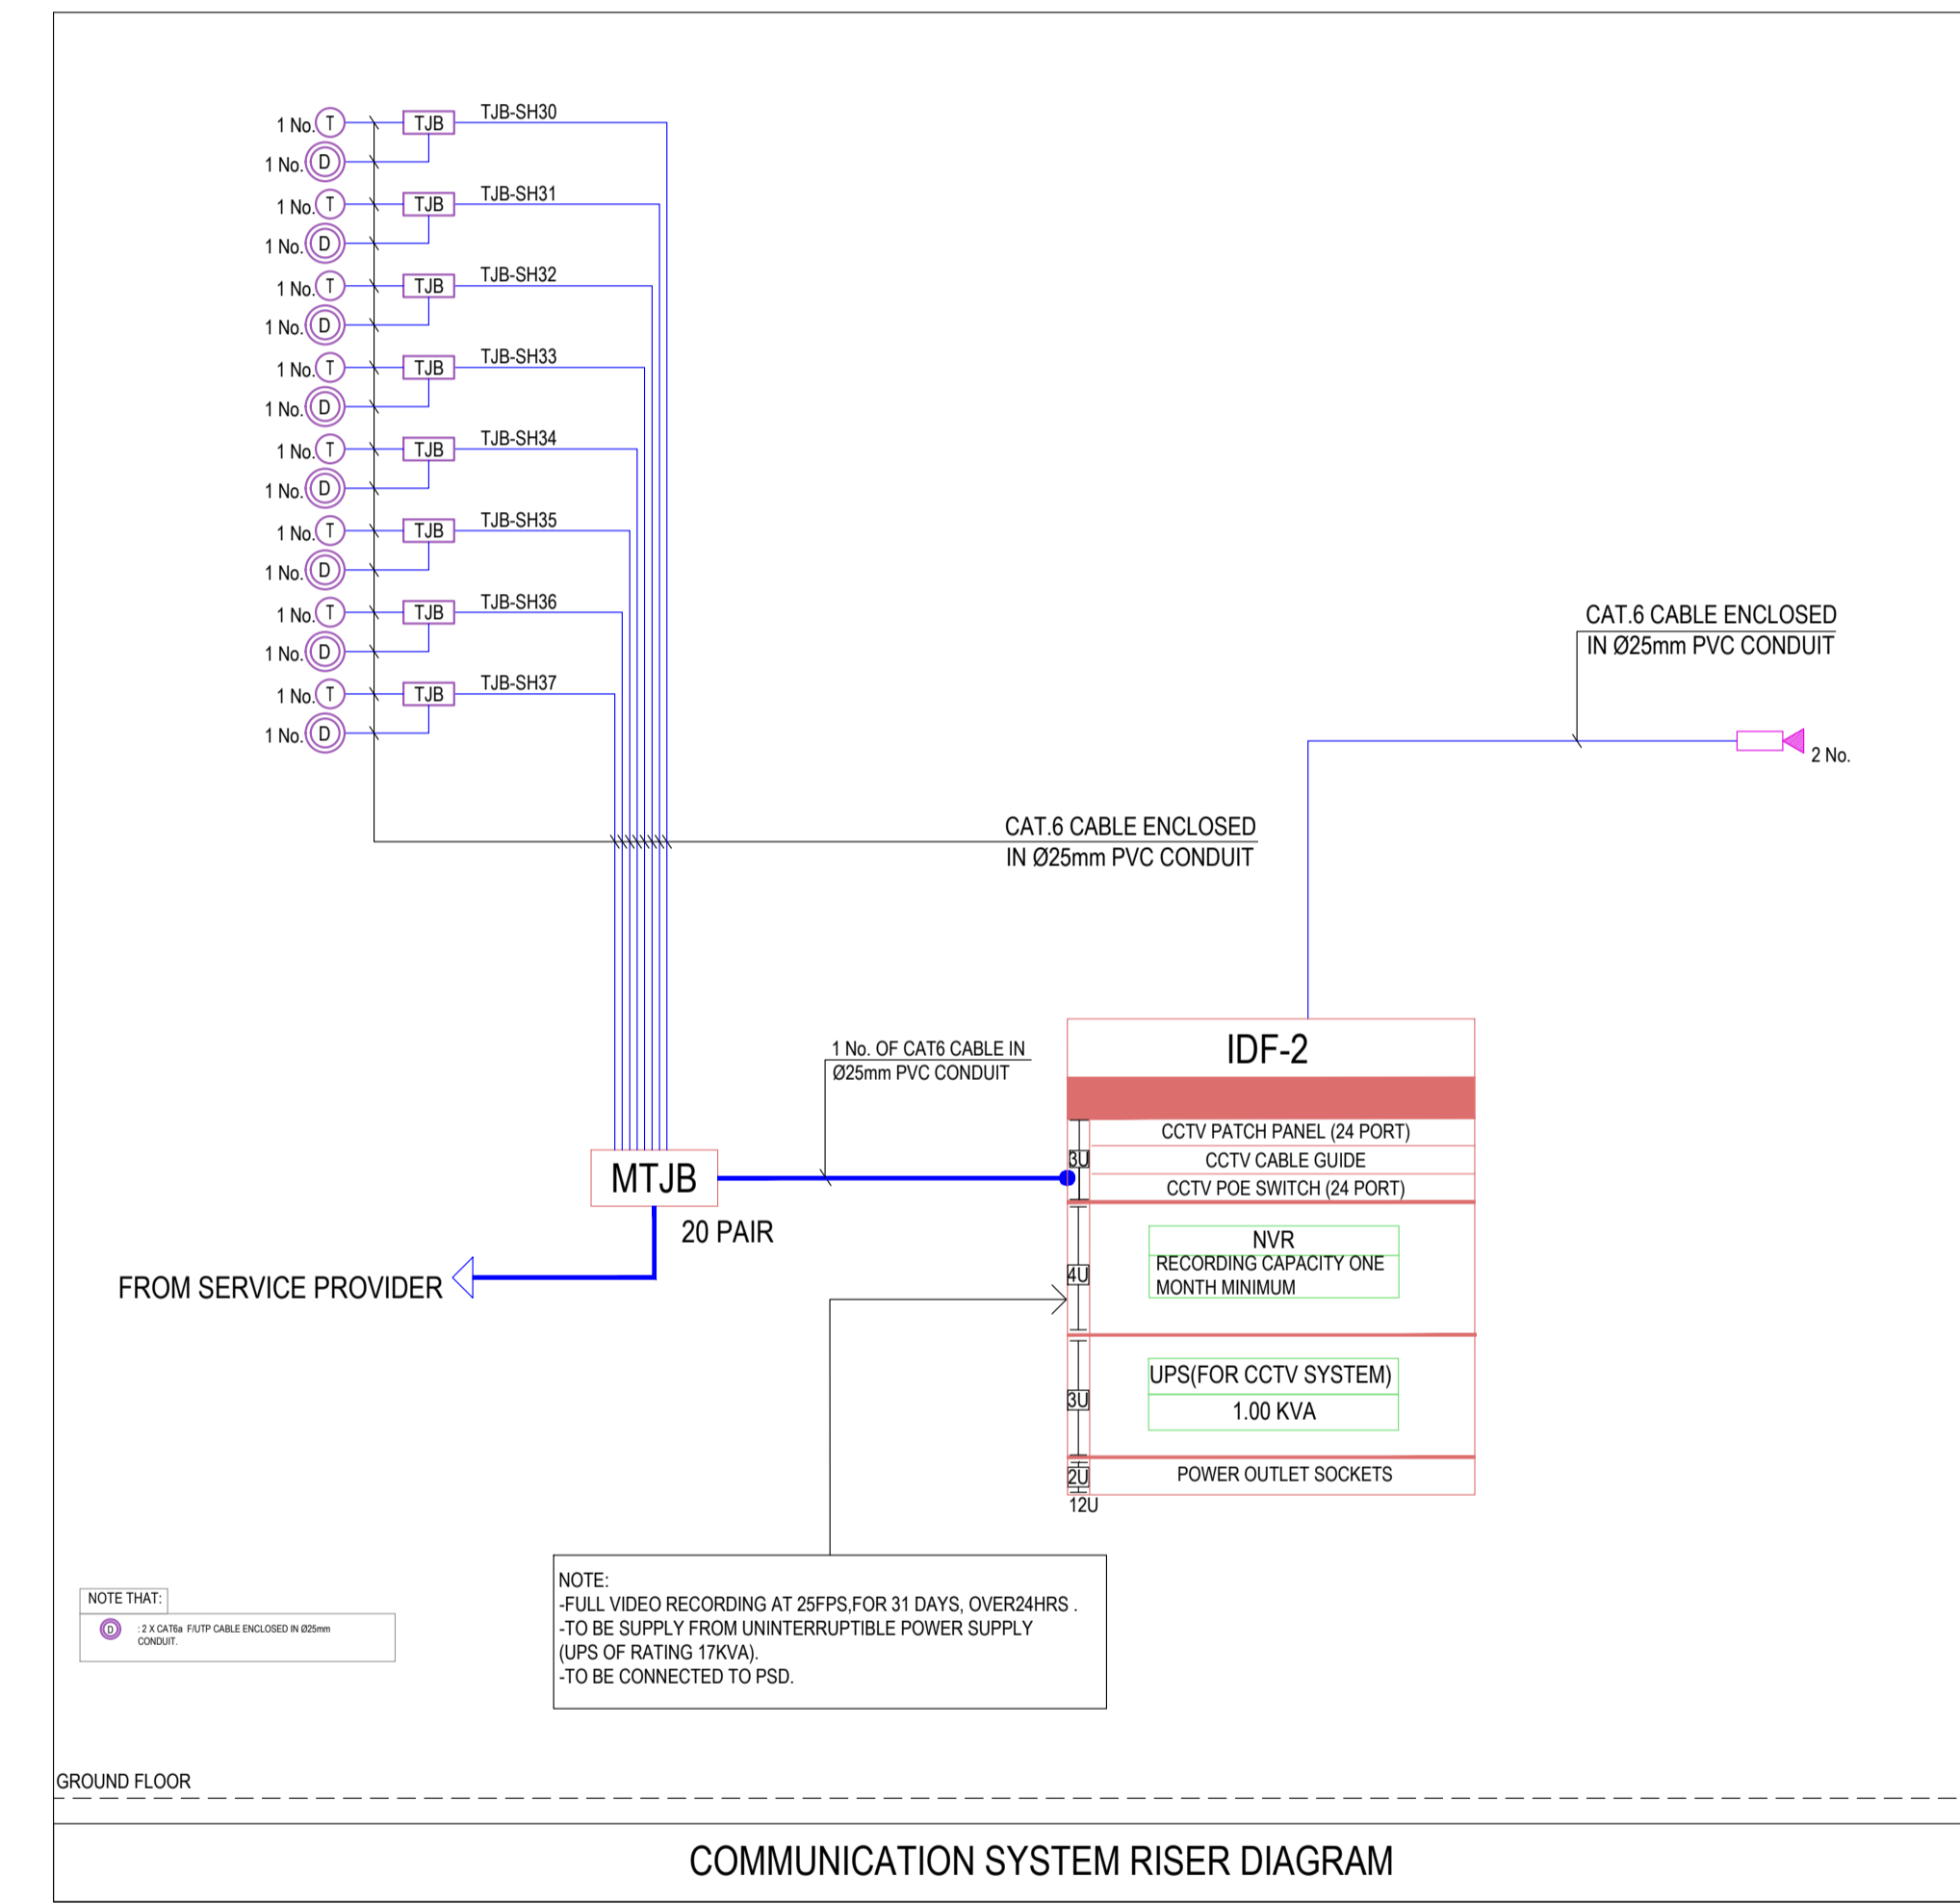 TJB-SH30
1 No. T TJB
1 No. D
TJB-SH31
1 No. T TJB
1 No. D
TJB-SH32
1 No. T TJB
1 No. D
TJB-SH33
1 No. T TJB
1 No. D
TJB-SH34
1 No. T TJB
1 No. D
TJB-SH35
1 No. T TJB
1 No. D
TJB-SH36
1 No. T TJB
1 No. D
TJB-SH37
1 No. T TJB
1 No. D
CAT.6 CABLE ENCLOSED
IN Ø25mm PVC CONDUIT
2 No.
CAT.6 CABLE ENCLOSED
IN Ø25mm PVC CONDUIT
1 No. OF CAT6 CABLE IN
Ø25mm PVC CONDUIT
MTJB
20 PAIR
FROM SERVICE PROVIDER
IDF-2
CCTV PATCH PANEL (24 PORT)
3U
CCTV CABLE GUIDE
CCTV POE SWITCH (24 PORT)
NVR
RECORDING CAPACITY ONE
MONTH MINIMUM
4U
UPS(FOR CCTV SYSTEM)
1.00 KVA
3U
POWER OUTLET SOCKETS
2U
12U
NOTE:
-FULL VIDEO RECORDING AT 25FPS,FOR 31 DAYS, OVER24HRS .
-TO BE SUPPLY FROM UNINTERRUPTIBLE POWER SUPPLY
(UPS OF RATING 17KVA).
-TO BE CONNECTED TO PSD.
NOTE THAT:
D : 2 X CAT6a F/UTP CABLE ENCLOSED IN Ø25mm
CONDUIT.
GROUND FLOOR
COMMUNICATION SYSTEM RISER DIAGRAM